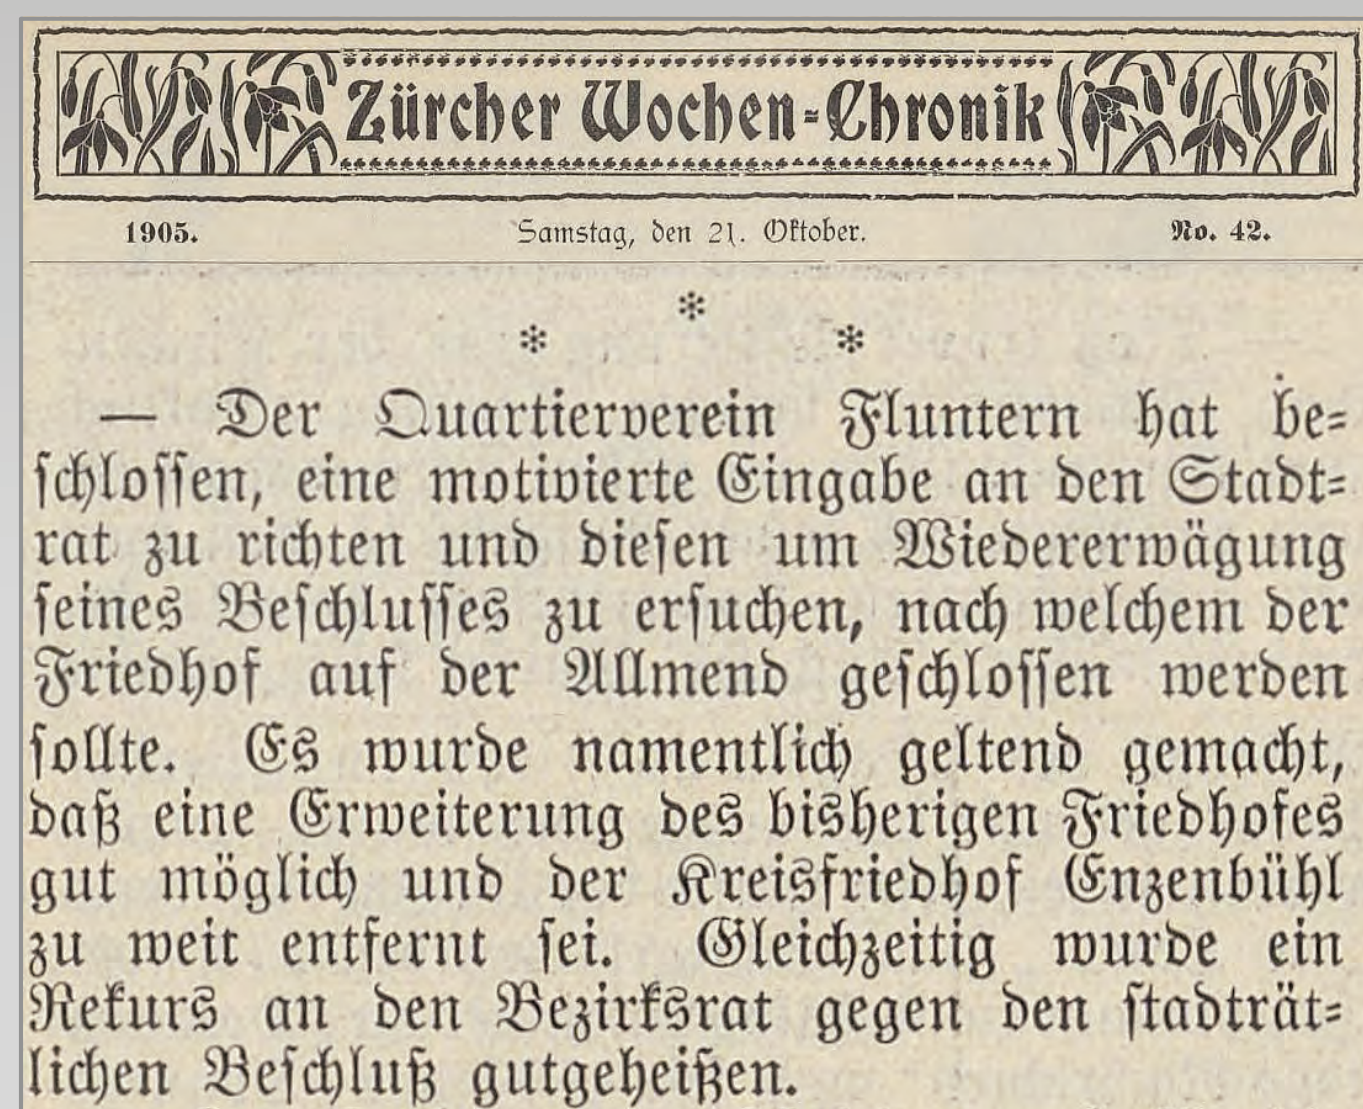 Zürcher Wochen-Chronik
1905. Samstag, den 21. Oktober. No. 42.
— Der Quartierverein Fluntern hat be-
schlossen, eine motivierte Eingabe an den Stadt-
rat zu richten und diesen um Wiedererwägung
seines Beschlusses zu ersuchen, nach welchem der
Friedhof auf der Allmend geschlossen werden
sollte. Es wurde namentlich geltend gemacht,
daß eine Erweiterung des bisherigen Friedhofes
gut möglich und der Kreisfriedhof Enzenbühl
zu weit entfernt sei. Gleichzeitig wurde ein
Rekurs an den Bezirksrat gegen den stadträt-
lichen Beschluß gutgeheißen.